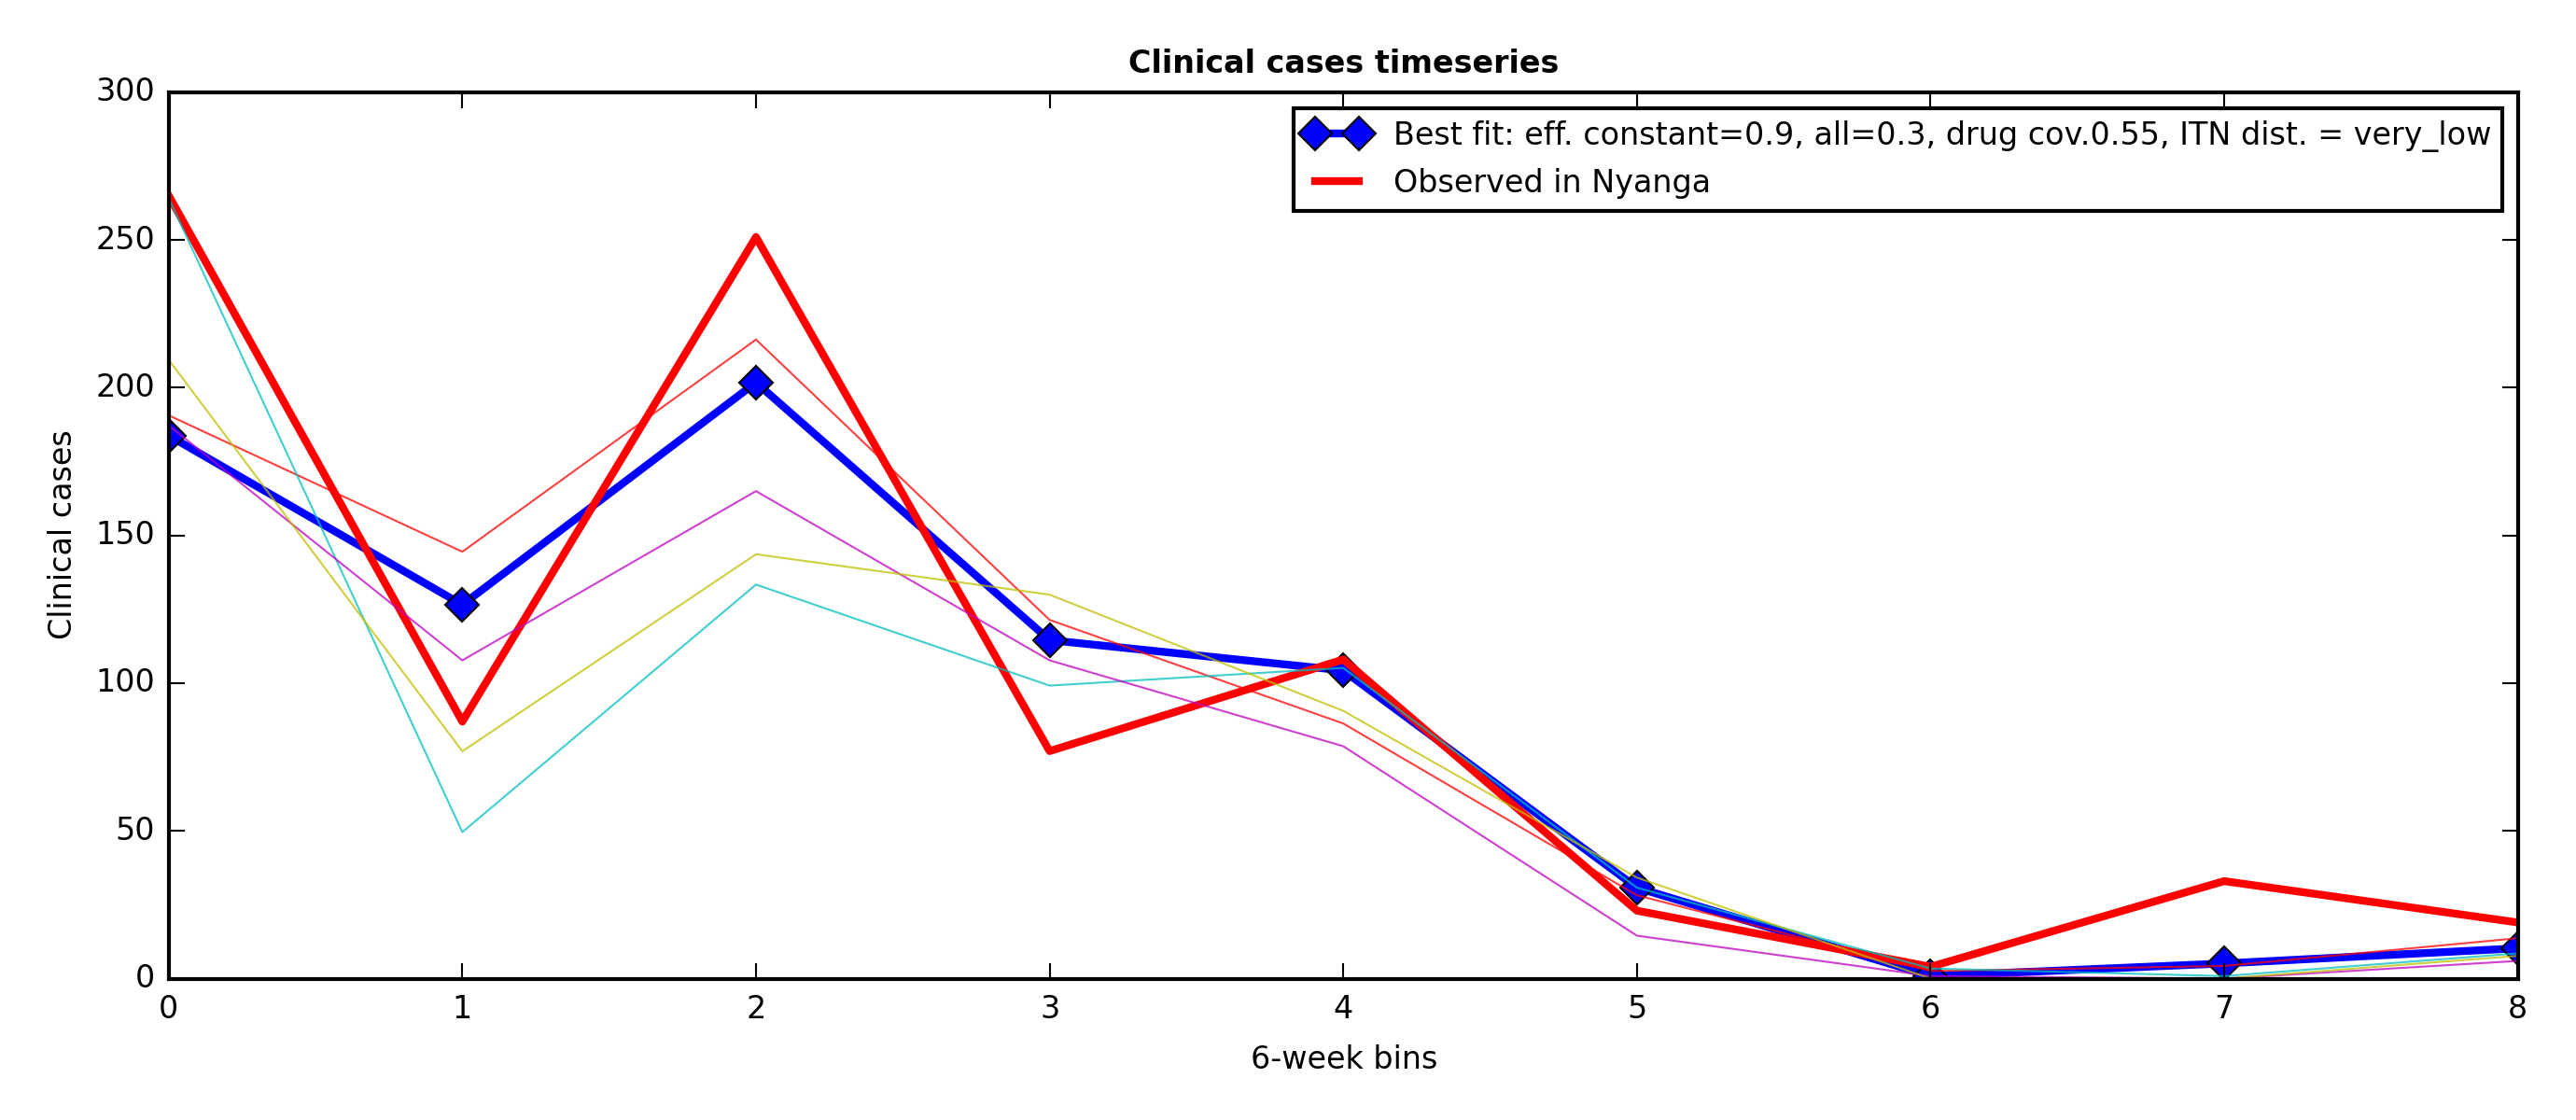 Clinical cases timeseries
300
250
200
150
100
50
0
Clinical cases
Best fit: eff. constant=0.9, all=0.3, drug cov.0.55, ITN dist. = very_low
Observed in Nyanga
0 1 2 3 4 5 6 7 8
6-week bins